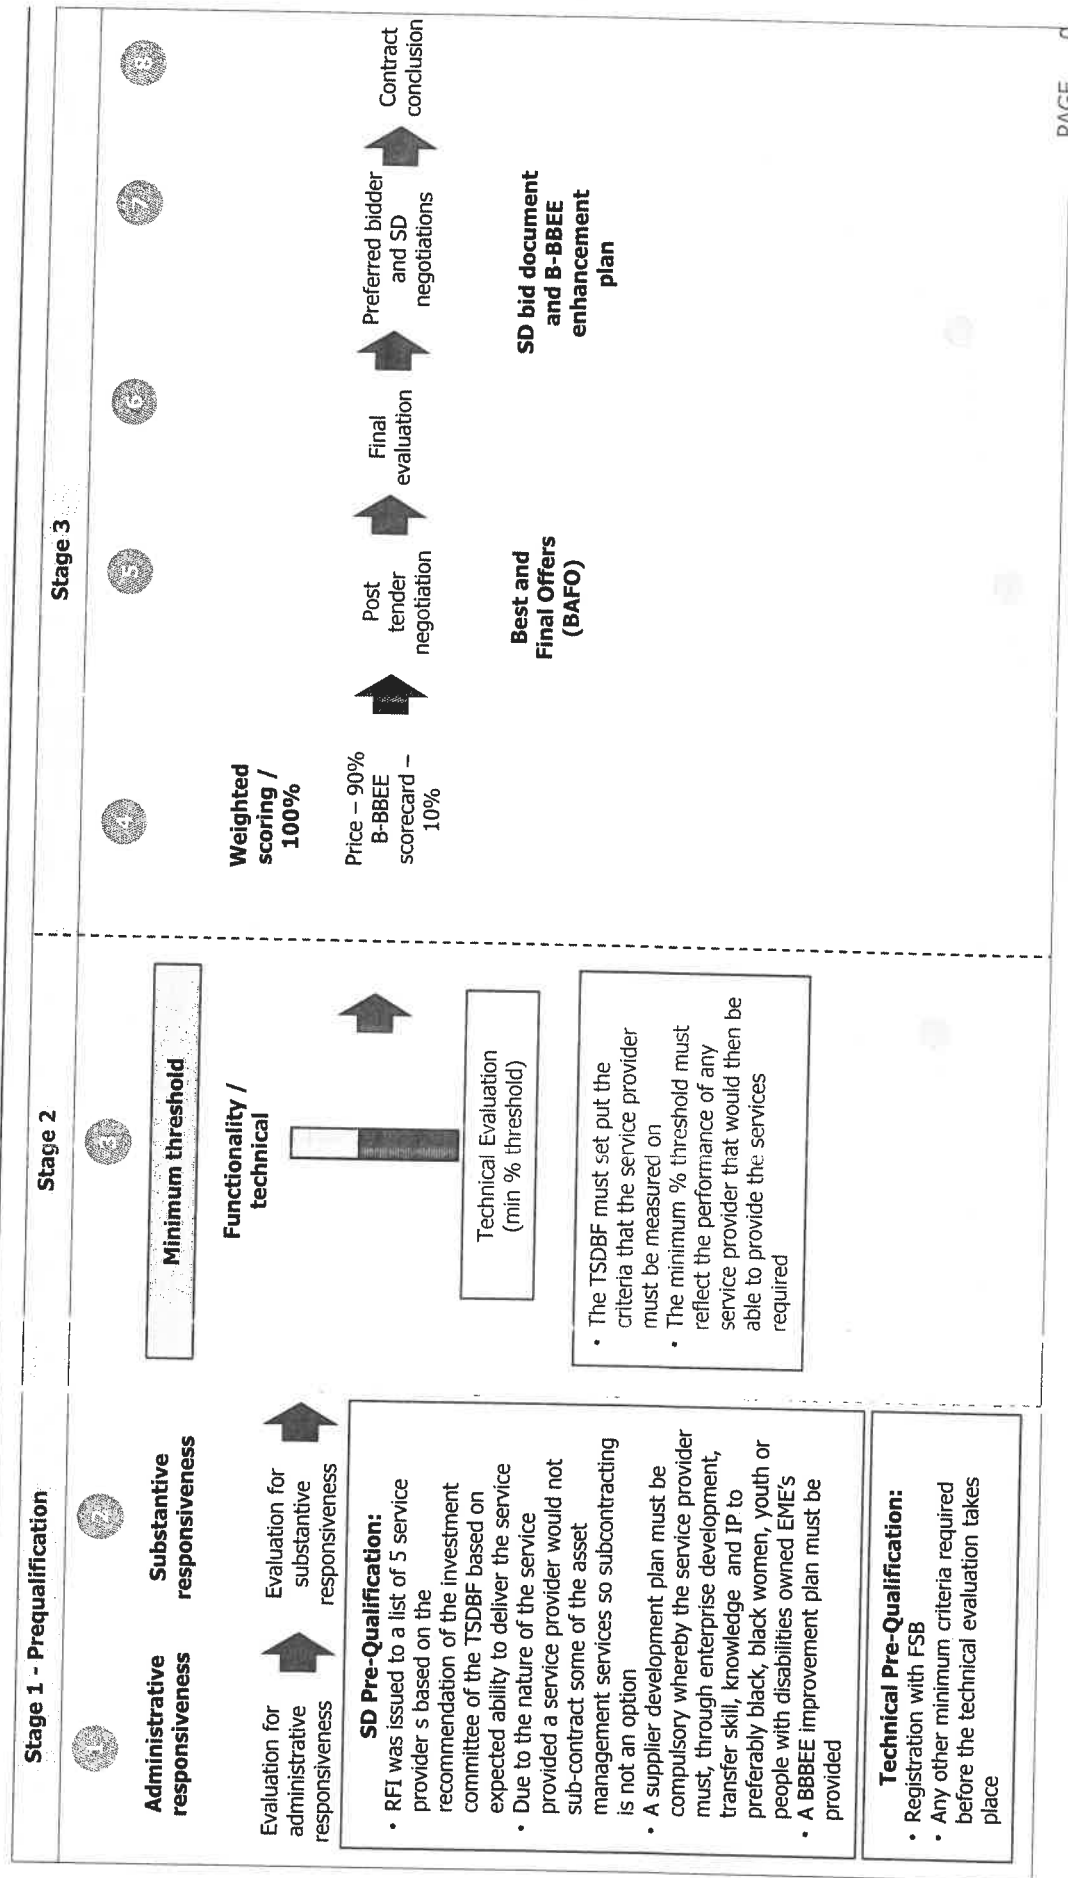 Stage 1 - Prequalification
Stage 2
Stage 3
1
2
3
4
5
6
7
8
Administrative
responsiveness
Substantive
responsiveness
Evaluation for
administrative
responsiveness
Evaluation for
substantive
responsiveness
SD Pre-Qualification:
• RFI was issued to a list of 5 service
provider s based on the
recommendation of the investment
committee of the TSDBF based on
expected ability to deliver the service
• Due to the nature of the service
provided a service provider would not
sub-contract some of the asset
management services so subcontracting
is not an option
• A supplier development plan must be
compulsory whereby the service provider
must, through enterprise development,
transfer skill, knowledge and IP to
preferably black, black women, youth or
people with disabilities owned EME's
• A BBBEE improvement plan must be
provided
Technical Pre-Qualification:
• Registration with FSB
• Any other minimum criteria required
before the technical evaluation takes
place
Minimum threshold
Functionality /
technical
Technical Evaluation
(min % threshold)
• The TSDBF must set put the
criteria that the service provider
must be measured on
• The minimum % threshold must
reflect the performance of any
service provider that would then be
able to provide the services
required
Weighted
scoring /
100%
Price – 90%
B-BBEE
scorecard –
10%
Post
tender
negotiation
Best and
Final Offers
(BAFO)
Final
evaluation
Preferred bidder
and SD
negotiations
SD bid document
and B-BBEE
enhancement
plan
Contract
conclusion
PAGE